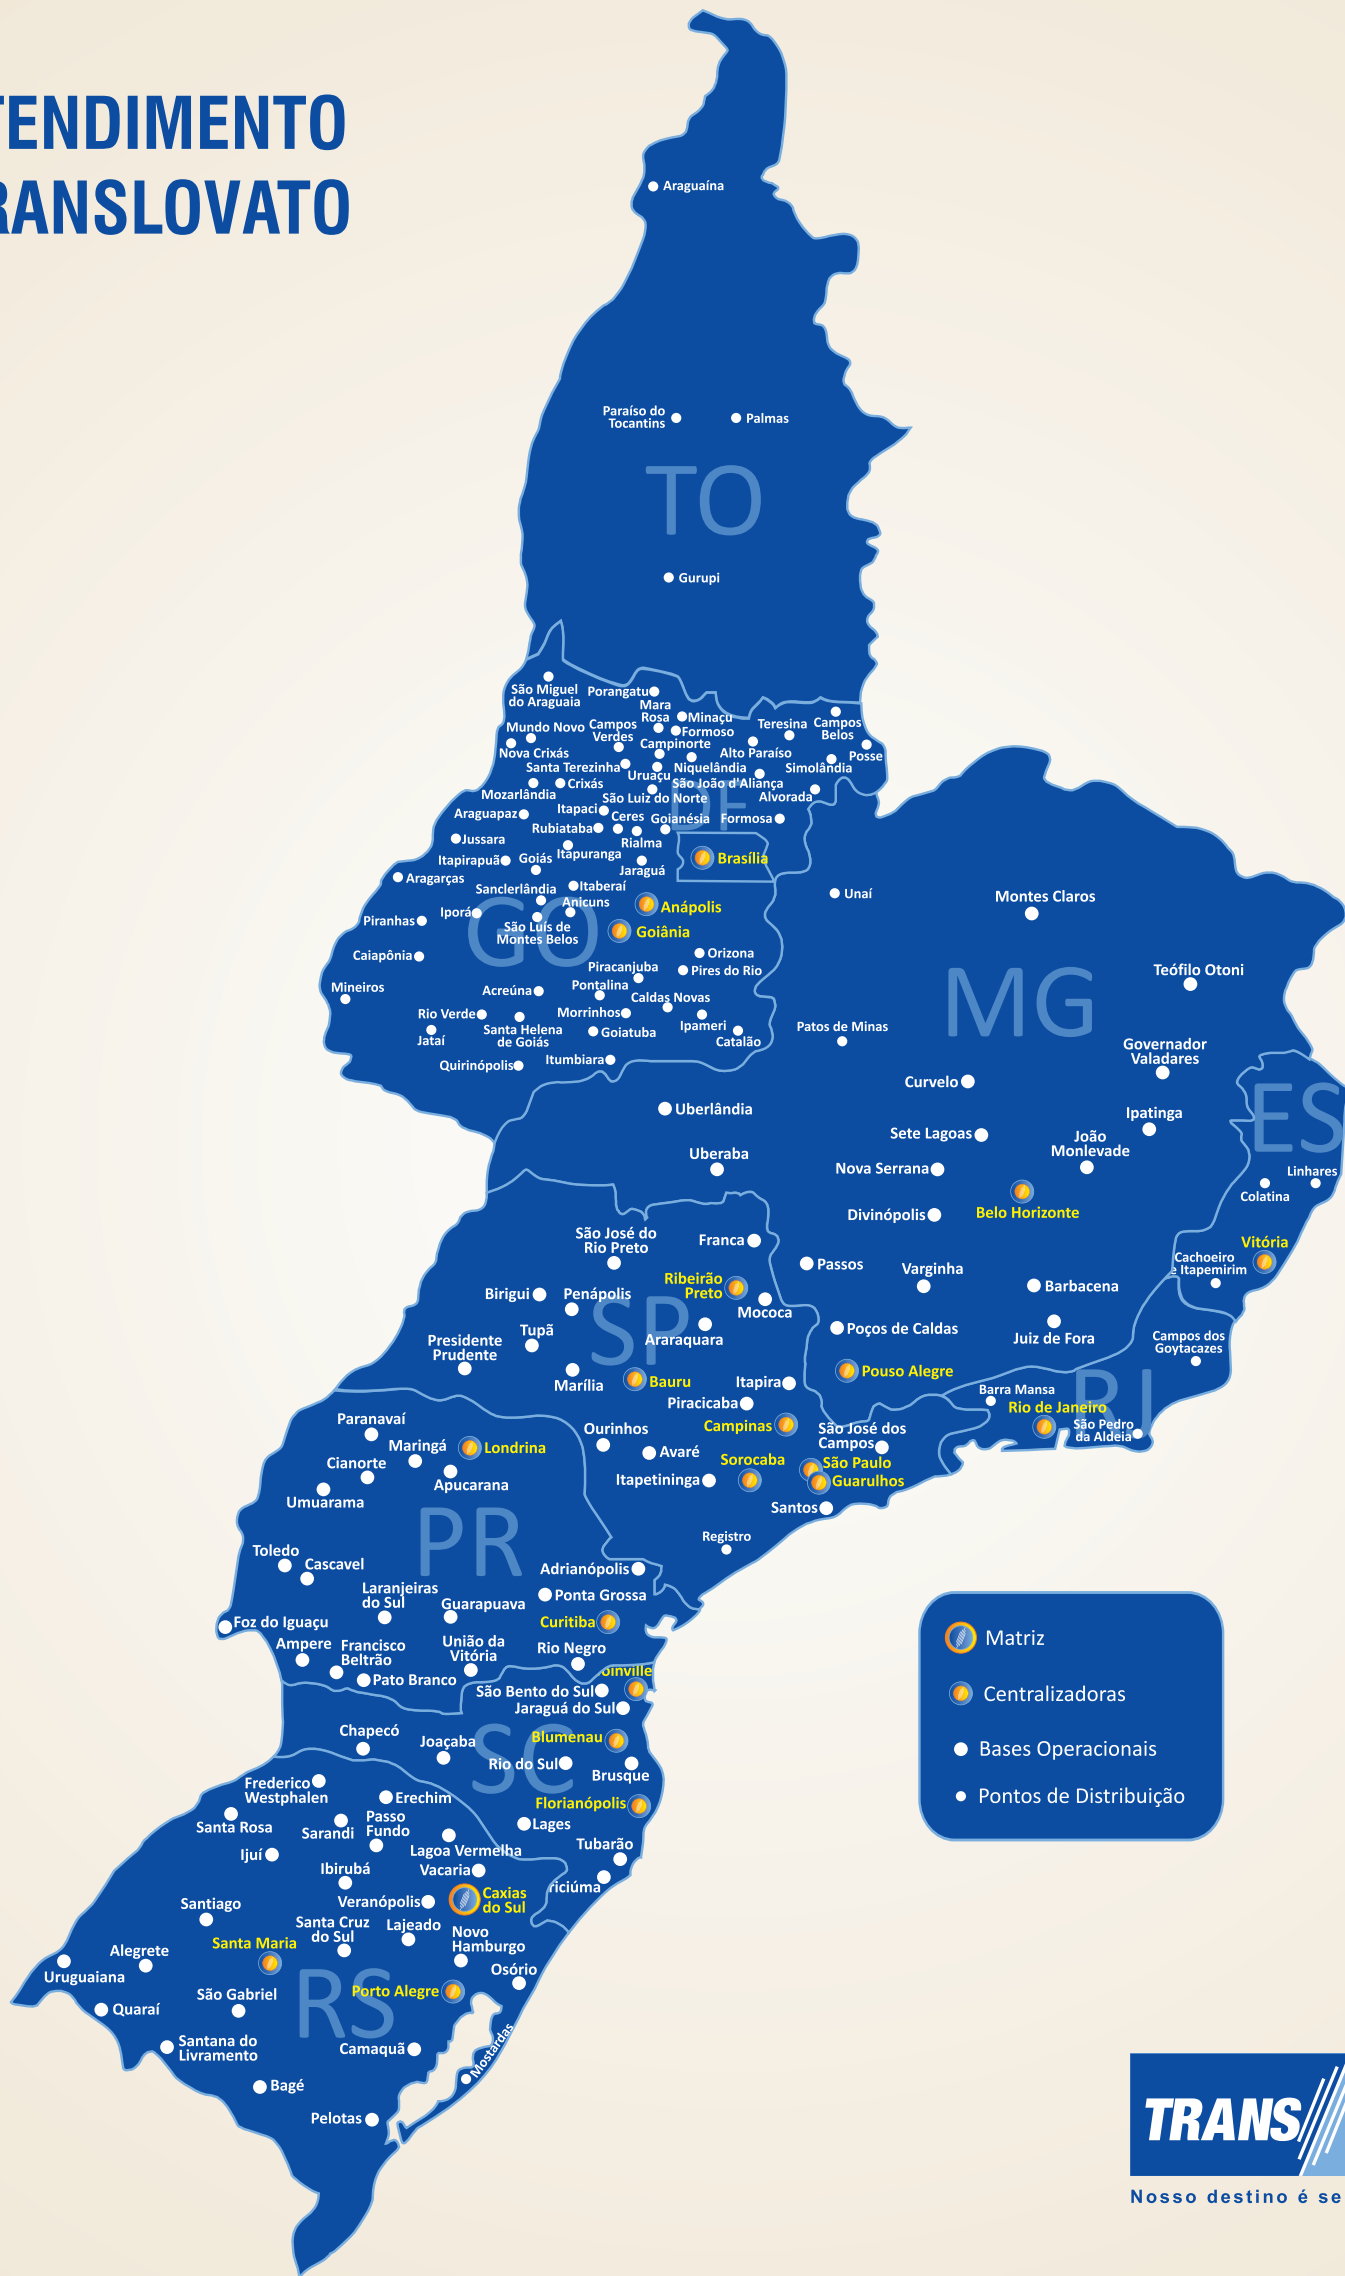 TENDIMENTO
RANSLOVATO
Araguaína
Paraíso do
Tocantins
Palmas
TO
Gurupi
São Miguel
do Araguaia
Porangatu
Mara
Rosa
Minaçu
Formoso
Mundo Novo
Campos
Verdes
Campinorte
Teresina
Campos
Belos
Nova Crixás
Alto Paraíso
Posse
Santa Terezinha
Uruaçu
Niquelândia
Simolândia
Crixás
São João d'Aliança
Mozarlândia
São Luiz do Norte
DF
Alvorada
Araguapaz
Itapaci
Ceres
Goianésia
Formosa
Rubiataba
Jussara
Rialma
Itapuranga
Itapirapuã
Goiás
Jaraguá
Brasília
Aragarças
Sanclerlândia
Itaberaí
Anicuns
Anápolis
Iporá
GO
Piranhas
São Luís de
Montes Belos
Goiânia
Caiapônia
Orizona
Piracanjuba
Pires do Rio
Mineiros
Acreúna
Pontalina
Caldas Novas
Rio Verde
Morrinhos
Jataí
Santa Helena
de Goiás
Goiatuba
Ipameri
Catalão
Quirinópolis
Itumbiara
Unaí
Montes Claros
Teófilo Otoni
MG
Patos de Minas
Governador
Valadares
Curvelo
Uberlândia
Ipatinga
Sete Lagoas
João
Monlevade
Uberaba
Nova Serrana
Divinópolis
Belo Horizonte
Passos
Varginha
Barbacena
Poços de Caldas
Juiz de Fora
Pouso Alegre
ES
Linhares
Colatina
Vitória
Cachoeiro
e Itapemirim
Campos dos
Goytacazes
RJ
Barra Mansa
Rio de Janeiro
São Pedro
da Aldeia
São José do
Rio Preto
Franca
Ribeirão
Preto
Birigui
Penápolis
Mococa
SP
Tupã
Araraquara
Presidente
Prudente
Marília
Bauru
Itapira
Piracicaba
Campinas
Ourinhos
São José dos
Campos
Avaré
Sorocaba
São Paulo
Itapetininga
Guarulhos
Santos
Registro
Paranavaí
Maringá
Londrina
Cianorte
Apucarana
Umuarama
PR
Toledo
Cascavel
Adrianópolis
Laranjeiras
do Sul
Guarapuava
Ponta Grossa
Foz do Iguaçu
Curitiba
Ampere
Francisco
Beltrão
União da
Vitória
Rio Negro
Pato Branco
oinville
São Bento do Sul
Jaraguá do Sul
Chapecó
Joaçaba
SC
Blumenau
Rio do Sul
Brusque
Florianópolis
Lages
Tubarão
riciúma
Frederico
Westphalen
Erechim
Santa Rosa
Sarandi
Passo
Fundo
Lagoa Vermelha
Ijuí
Ibirubá
Vacaria
Veranópolis
Caxias
do Sul
Santiago
Santa Cruz
do Sul
Lajeado
Novo
Hamburgo
Santa Maria
Alegrete
Osório
Uruguaiana
São Gabriel
RS
Porto Alegre
Quaraí
Santana do
Livramento
Camaquã
Mostardas
Bagé
Pelotas
Matriz
Centralizadoras
Bases Operacionais
Pontos de Distribuição
TRANS
Nosso destino é se